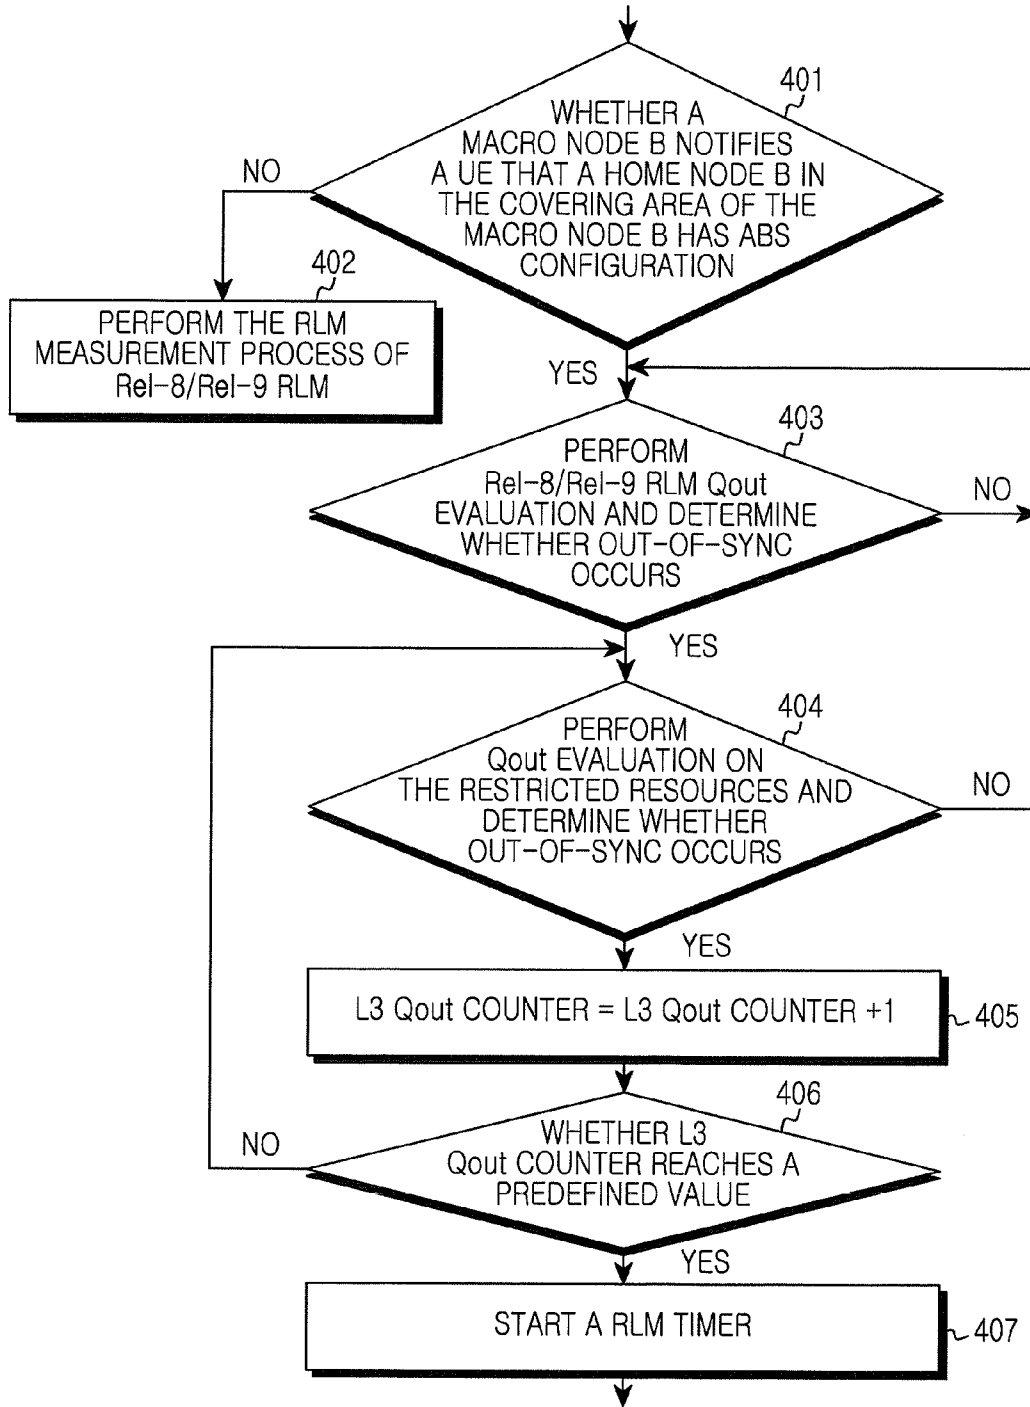 401
WHETHER A
MACRO NODE B NOTIFIES
A UE THAT A HOME NODE B IN
THE COVERING AREA OF THE
MACRO NODE B HAS ABS
CONFIGURATION
NO
402
PERFORM THE RLM
MEASUREMENT PROCESS OF
Rel-8/Rel-9 RLM
YES
403
PERFORM
Rel-8/Rel-9 RLM Qout
EVALUATION AND DETERMINE
WHETHER OUT-OF-SYNC
OCCURS
NO
YES
404
PERFORM
Qout EVALUATION ON
THE RESTRICTED RESOURCES AND
DETERMINE WHETHER
OUT-OF-SYNC OCCURS
NO
YES
L3 Qout COUNTER = L3 Qout COUNTER +1
405
406
WHETHER L3
Qout COUNTER REACHES A
PREDEFINED VALUE
NO
YES
START A RLM TIMER
407